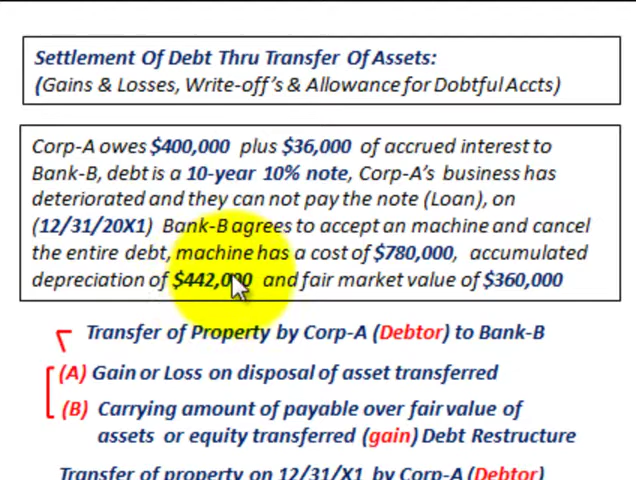 Settlement Of Debt Thru Transfer Of Assets:
(Gains & Losses, Write-off's & Allowance for Dobtful Accts)
Corp-A owes $400,000 plus $36,000 of accrued interest to
Bank-B, debt is a 10-year 10% note, Corp-A's business has
deteriorated and they can not pay the note (Loan), on
(12/31/20X1) Bank-B agrees to accept an machine and cancel
the entire debt, machine has a cost of $780,000, accumulated
depreciation of $442,000 and fair market value of $360,000
Transfer of Property by Corp-A (Debtor) to Bank-B
(A) Gain or Loss on disposal of asset transferred
(B) Carrying amount of payable over fair value of
assets or equity transferred (gain) Debt Restructure
Transfer of property on 12/31/X1 by Corp-A (Debtor)